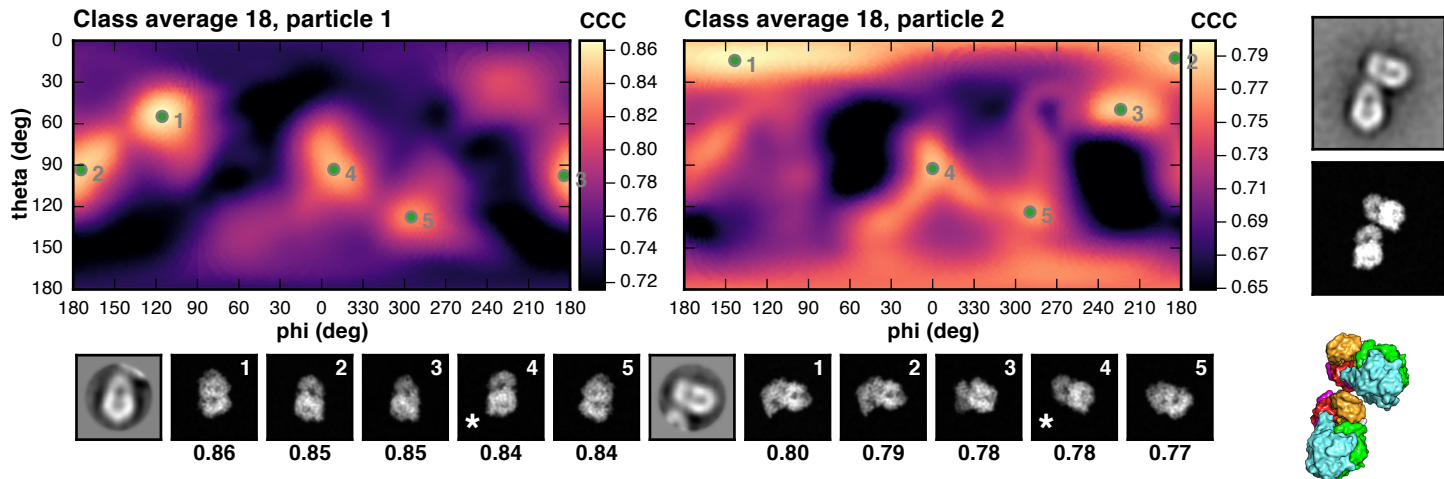 Class average 18, particle 1
CCC
0
30
60
90
120
150
180
theta (deg)
180 150 120 90 60 30 0 330 300 270 240 210 180
phi (deg)
1
2
3
4
5
0.86
0.84
0.82
0.80
0.78
0.76
0.74
0.72
Class average 18, particle 2
CCC
180 150 120 90 60 30 0 330 300 270 240 210 180
phi (deg)
1
2
3
4
5
0.79
0.77
0.75
0.73
0.71
0.69
0.67
0.65
1 2 3 4 5
*
0.86 0.85 0.85 0.84 0.84
1 2 3 4 5
*
0.80 0.79 0.78 0.78 0.77